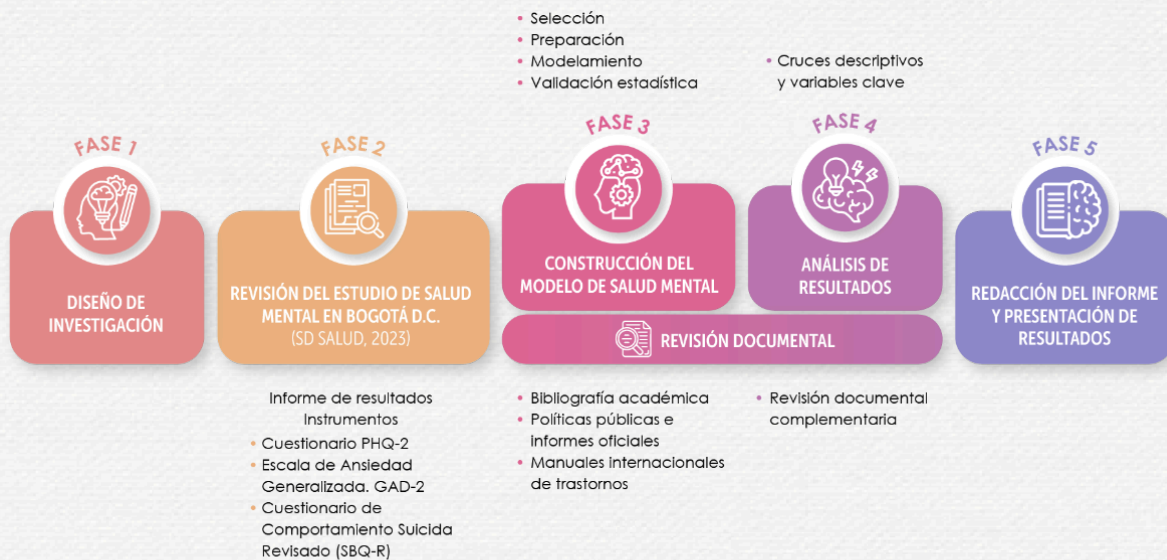 FASE 1
DISEÑO DE
INVESTIGACIÓN
FASE 2
REVISIÓN DEL ESTUDIO DE SALUD
MENTAL EN BOGOTÁ D.C.
(SD SALUD, 2023)
Informe de resultados
Instrumentos
• Cuestionario PHQ-2
• Escala de Ansiedad
Generalizada. GAD-2
• Cuestionario de
Comportamiento Suicida
Revisado (SBQ-R)
• Selección
• Preparación
• Modelamiento
• Validación estadística
FASE 3
CONSTRUCCIÓN DEL
MODELO DE SALUD MENTAL
• Cruces descriptivos
y variables clave
FASE 4
ANÁLISIS DE
RESULTADOS
REVISIÓN DOCUMENTAL
• Bibliografía académica
• Políticas públicas e
informes oficiales
• Manuales internacionales
de trastornos
• Revisión documental
complementaria
FASE 5
REDACCIÓN DEL INFORME
Y PRESENTACIÓN DE
RESULTADOS